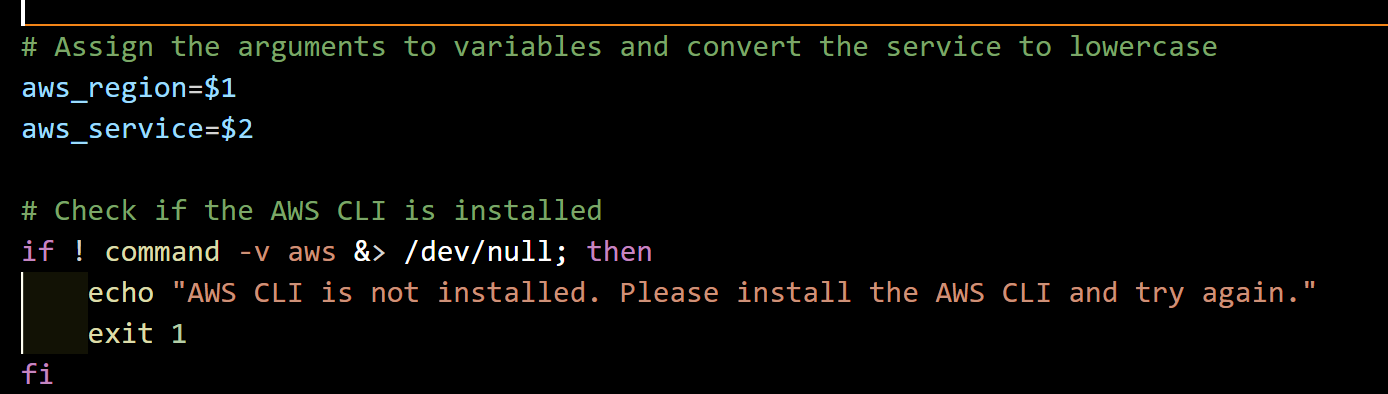 # Assign the arguments to variables and convert the service to lowercase
aws_region=$1
aws_service=$2
# Check if the AWS CLI is installed
if ! command -v aws &> /dev/null; then
echo "AWS CLI is not installed. Please install the AWS CLI and try again."
exit 1
fi